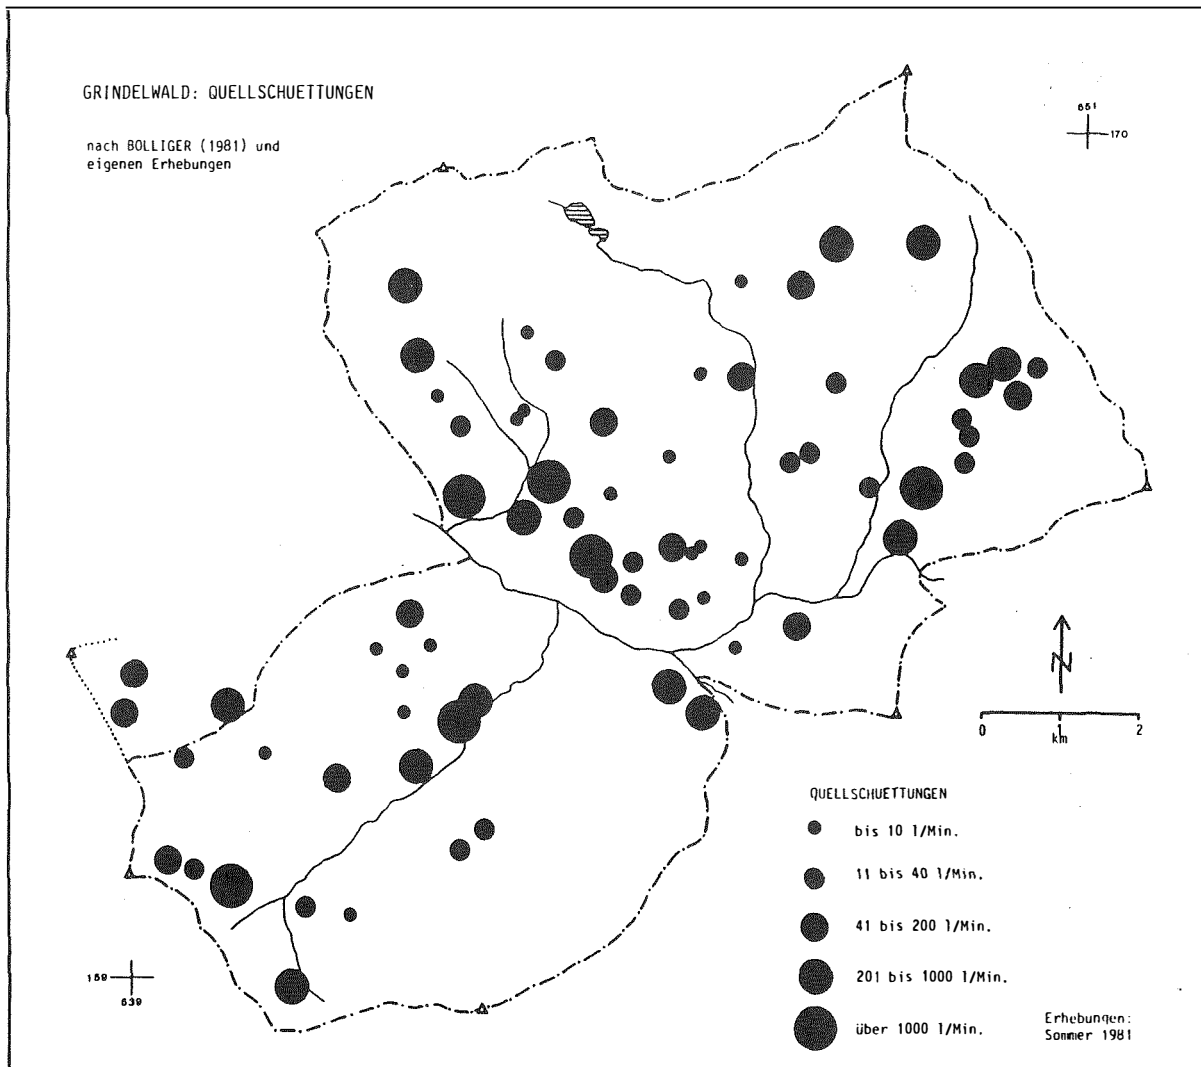 GRINDELWALD: QUELLSCHUETTUNGEN
nach BOLLIGER (1981) und
eigenen Erhebungen
651
170
N
0 1 2
km
QUELLSCHUETTUNGEN
bis 10 l/Min.
11 bis 40 l/Min.
41 bis 200 l/Min.
201 bis 1000 l/Min.
über 1000 l/Min.
Erhebungen:
Sommer 1981
159
639